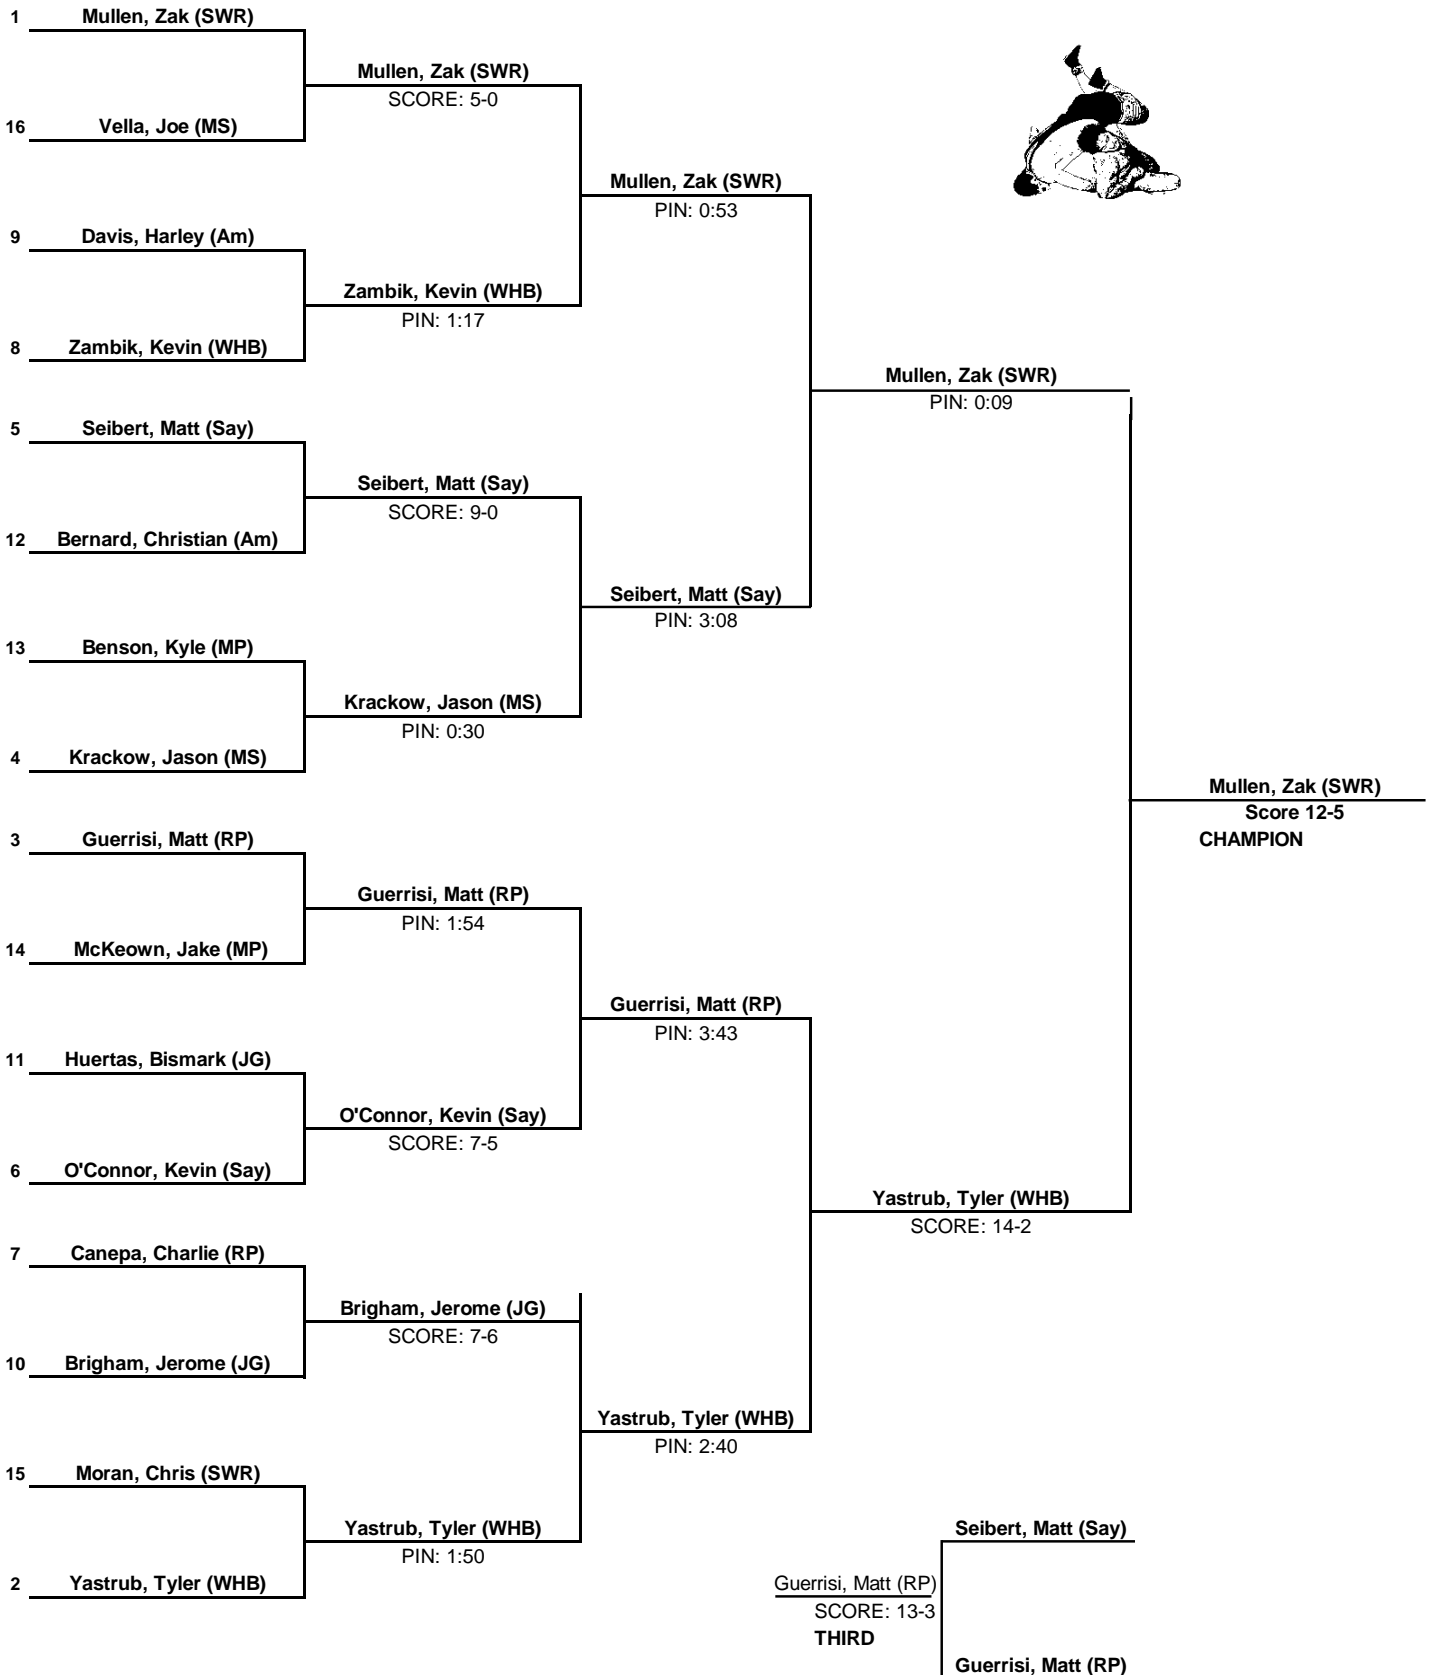 1 Mullen, Zak (SWR)
Mullen, Zak (SWR)
SCORE: 5-0
16 Vella, Joe (MS)
Mullen, Zak (SWR)
PIN: 0:53
9 Davis, Harley (Am)
Zambik, Kevin (WHB)
PIN: 1:17
8 Zambik, Kevin (WHB)
Mullen, Zak (SWR)
PIN: 0:09
5 Seibert, Matt (Say)
Seibert, Matt (Say)
SCORE: 9-0
12 Bernard, Christian (Am)
Seibert, Matt (Say)
PIN: 3:08
13 Benson, Kyle (MP)
Krackow, Jason (MS)
PIN: 0:30
4 Krackow, Jason (MS)
Mullen, Zak (SWR)
Score 12-5
CHAMPION
3 Guerrisi, Matt (RP)
Guerrisi, Matt (RP)
PIN: 1:54
14 McKeown, Jake (MP)
Guerrisi, Matt (RP)
PIN: 3:43
11 Huertas, Bismark (JG)
O'Connor, Kevin (Say)
SCORE: 7-5
6 O'Connor, Kevin (Say)
Yastrub, Tyler (WHB)
SCORE: 14-2
7 Canepa, Charlie (RP)
Brigham, Jerome (JG)
SCORE: 7-6
10 Brigham, Jerome (JG)
Yastrub, Tyler (WHB)
PIN: 2:40
15 Moran, Chris (SWR)
Yastrub, Tyler (WHB)
PIN: 1:50
2 Yastrub, Tyler (WHB)
Seibert, Matt (Say)
Guerrisi, Matt (RP)
SCORE: 13-3
THIRD
Guerrisi, Matt (RP)